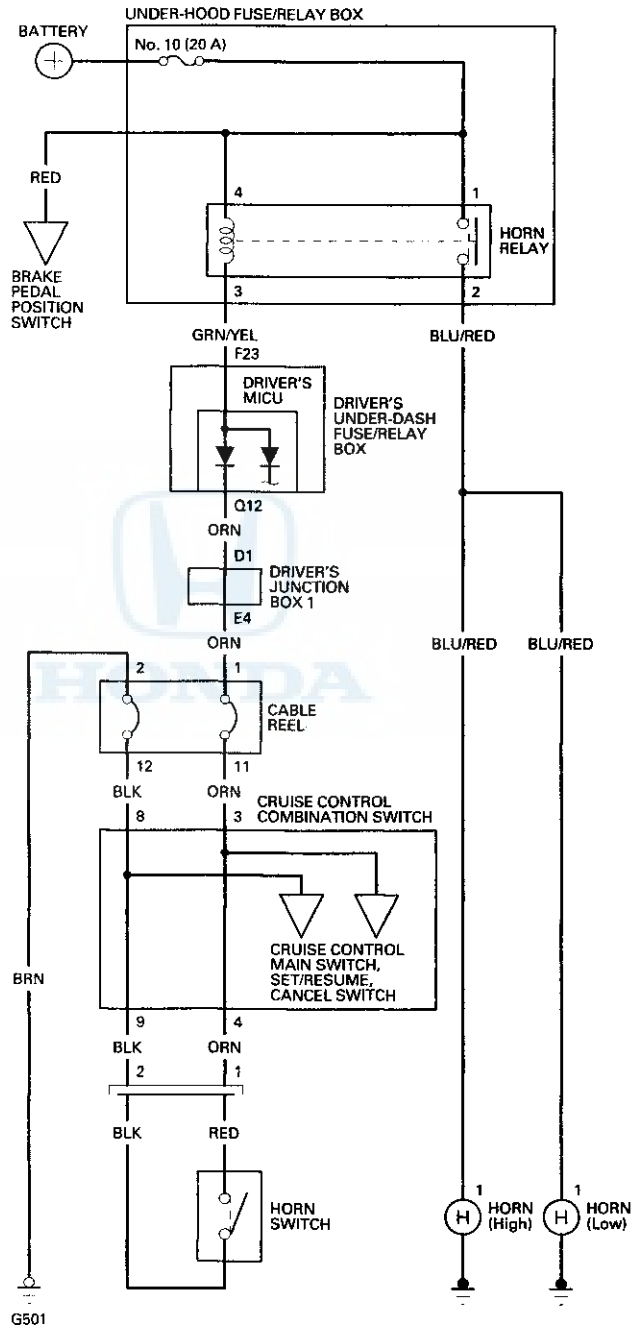 UNDER-HOOD FUSE/RELAY BOX
BATTERY
No. 10 (20 A)
RED
4
1
HORN
RELAY
BRAKE
PEDAL
POSITION
SWITCH
3
2
GRN/YEL
BLU/RED
F23
DRIVER'S
MICU
DRIVER'S
UNDER-DASH
FUSE/RELAY
BOX
Q12
ORN
D1
DRIVER'S
JUNCTION
BOX 1
E4
ORN
BLU/RED
BLU/RED
2
1
HONDA
CABLE
REEL
12
11
BLK
ORN
CRUISE CONTROL
COMBINATION SWITCH
8
3
CRUISE CONTROL
MAIN SWITCH,
SET/RESUME,
CANCEL SWITCH
BRN
9
4
BLK
ORN
2
1
BLK
RED
HORN
SWITCH
1
H
HORN
(High)
1
H
HORN
(Low)
G501